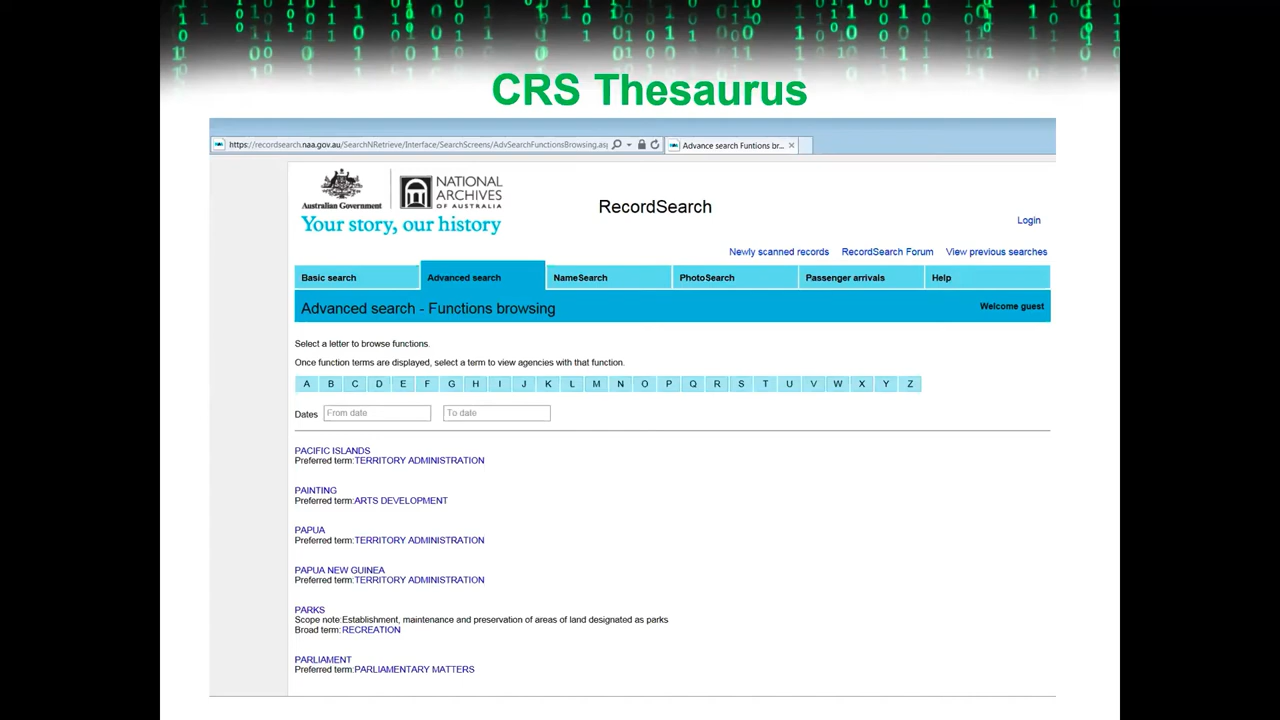 CRS Thesaurus
https://recordsearch.naa.gov.au/SearchNRetrieve/Interface/SearchScreens/AdvSearchFunctionsBrowsing.as
Advance search Funtions br...
Australian Government
NATIONAL
ARCHIVES
OF AUSTRALIA
Your story, our history
RecordSearch
Login
Newly scanned records RecordSearch Forum View previous searches
Basic search Advanced search NameSearch PhotoSearch Passenger arrivals Help
Advanced search - Functions browsing Welcome guest
Select a letter to browse functions.
Once function terms are displayed, select a term to view agencies with that function.
A B C D E F G H I J K L M N O P Q R S T U V W X Y Z
Dates From date To date
PACIFIC ISLANDS
Preferred term:TERRITORY ADMINISTRATION
PAINTING
Preferred term:ARTS DEVELOPMENT
PAPUA
Preferred term:TERRITORY ADMINISTRATION
PAPUA NEW GUINEA
Preferred term:TERRITORY ADMINISTRATION
PARKS
Scope note:Establishment, maintenance and preservation of areas of land designated as parks
Broad term:RECREATION
PARLIAMENT
Preferred term:PARLIAMENTARY MATTERS